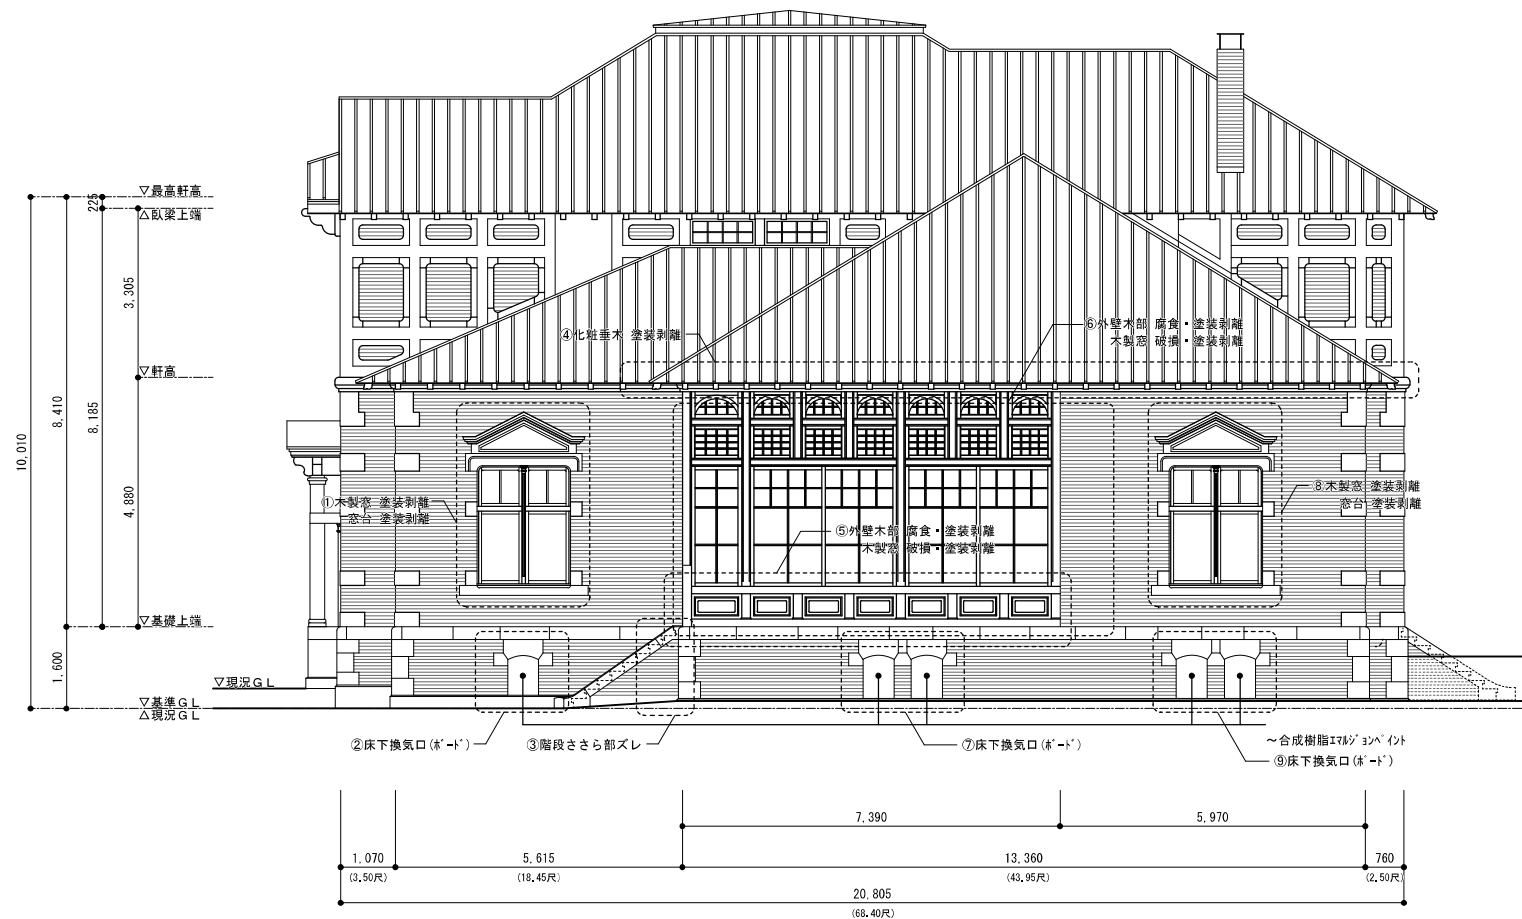 ▽最高軒高
225
△臥梁上端
3,305
④化粧垂木 塗装剥離
⑥外壁木部 腐食・塗装剥離
木製窓 破損・塗装剥離
▽軒高
8,410
8,185
10,010
4,880
①木製窓 塗装剥離
窓台 塗装剥離
⑧木製窓 塗装剥離
窓台 塗装剥離
⑤外壁木部 腐食・塗装剥離
木製窓 破損・塗装剥離
▽基礎上端
1,600
▽現況GL
▽基準GL
△現況GL
②床下換気口(ﾎﾞｰﾄﾞ)
③階段ささら部ズレ
⑦床下換気口(ﾎﾞｰﾄﾞ)
～合成樹脂ｴﾏﾙｼﾞｮﾝﾍﾟｲﾝﾄ
⑨床下換気口(ﾎﾞｰﾄﾞ)
7,390
5,970
1,070
5,615
13,360
760
(3.50尺)
(18.45尺)
(43.95尺)
(2.50尺)
20,805
(68.40尺)